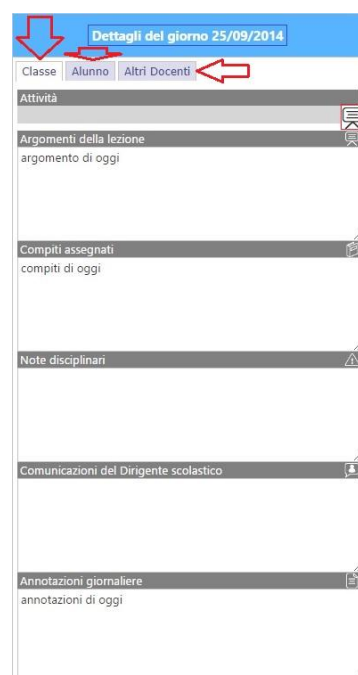 Dettagli del giorno 25/09/2014
Classe Alunno Altri Docenti
Attività
Argomenti della lezione
argomento di oggi
Compiti assegnati
compiti di oggi
Note disciplinari
Comunicazioni del Dirigente scolastico
Annotazioni giornaliere
annotazioni di oggi